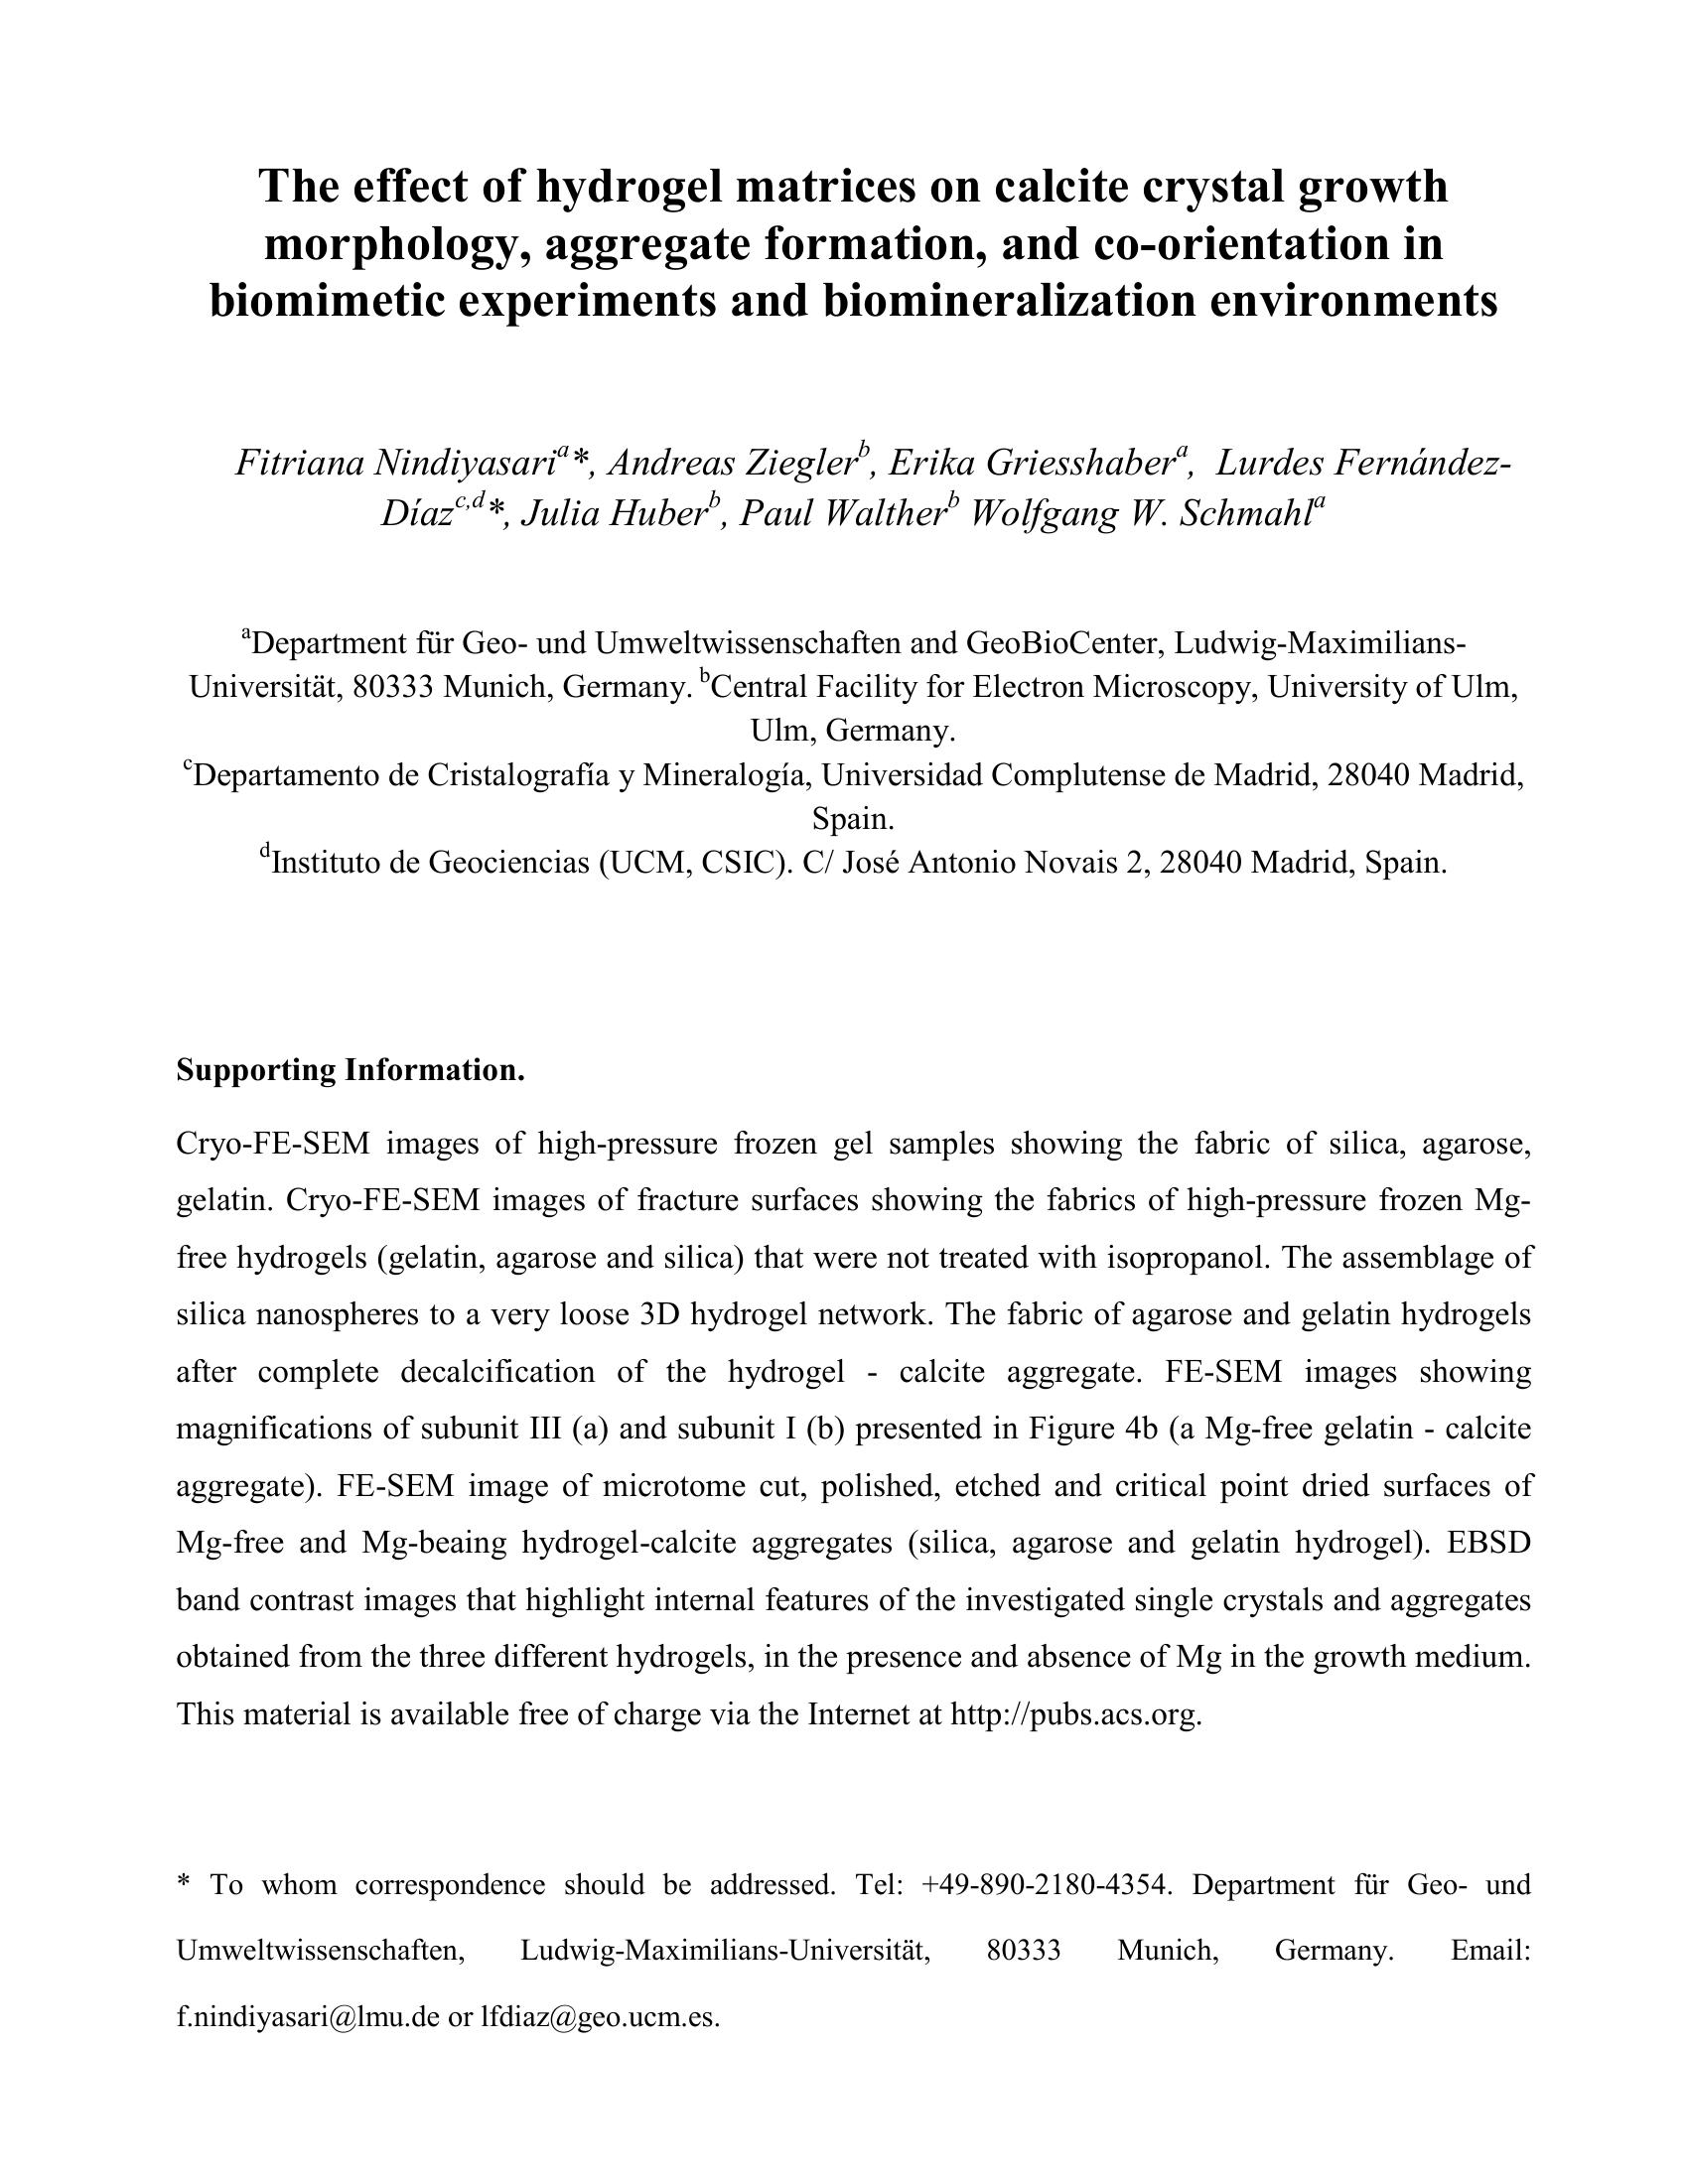 The effect of hydrogel matrices on calcite crystal growth
morphology, aggregate formation, and co-orientation in
biomimetic experiments and biomineralization environments
Fitriana Nindiyasariᵃ*, Andreas Zieglerᵇ, Erika Griesshaberᵃ, Lurdes Fernández-
Díazᶜ,ᵈ*, Julia Huberᵇ, Paul Waltherᵇ Wolfgang W. Schmahlᵃ
ᵃDepartment für Geo- und Umweltwissenschaften and GeoBioCenter, Ludwig-Maximilians-
Universität, 80333 Munich, Germany. ᵇCentral Facility for Electron Microscopy, University of Ulm,
Ulm, Germany.
ᶜDepartamento de Cristalografía y Mineralogía, Universidad Complutense de Madrid, 28040 Madrid,
Spain.
ᵈInstituto de Geociencias (UCM, CSIC). C/ José Antonio Novais 2, 28040 Madrid, Spain.
Supporting Information.
Cryo-FE-SEM images of high-pressure frozen gel samples showing the fabric of silica, agarose,
gelatin. Cryo-FE-SEM images of fracture surfaces showing the fabrics of high-pressure frozen Mg-
free hydrogels (gelatin, agarose and silica) that were not treated with isopropanol. The assemblage of
silica nanospheres to a very loose 3D hydrogel network. The fabric of agarose and gelatin hydrogels
after complete decalcification of the hydrogel - calcite aggregate. FE-SEM images showing
magnifications of subunit III (a) and subunit I (b) presented in Figure 4b (a Mg-free gelatin - calcite
aggregate). FE-SEM image of microtome cut, polished, etched and critical point dried surfaces of
Mg-free and Mg-beaing hydrogel-calcite aggregates (silica, agarose and gelatin hydrogel). EBSD
band contrast images that highlight internal features of the investigated single crystals and aggregates
obtained from the three different hydrogels, in the presence and absence of Mg in the growth medium.
This material is available free of charge via the Internet at http://pubs.acs.org.
* To whom correspondence should be addressed. Tel: +49-890-2180-4354. Department für Geo- und
Umweltwissenschaften, Ludwig-Maximilians-Universität, 80333 Munich, Germany. Email:
f.nindiyasari@lmu.de or lfdiaz@geo.ucm.es.